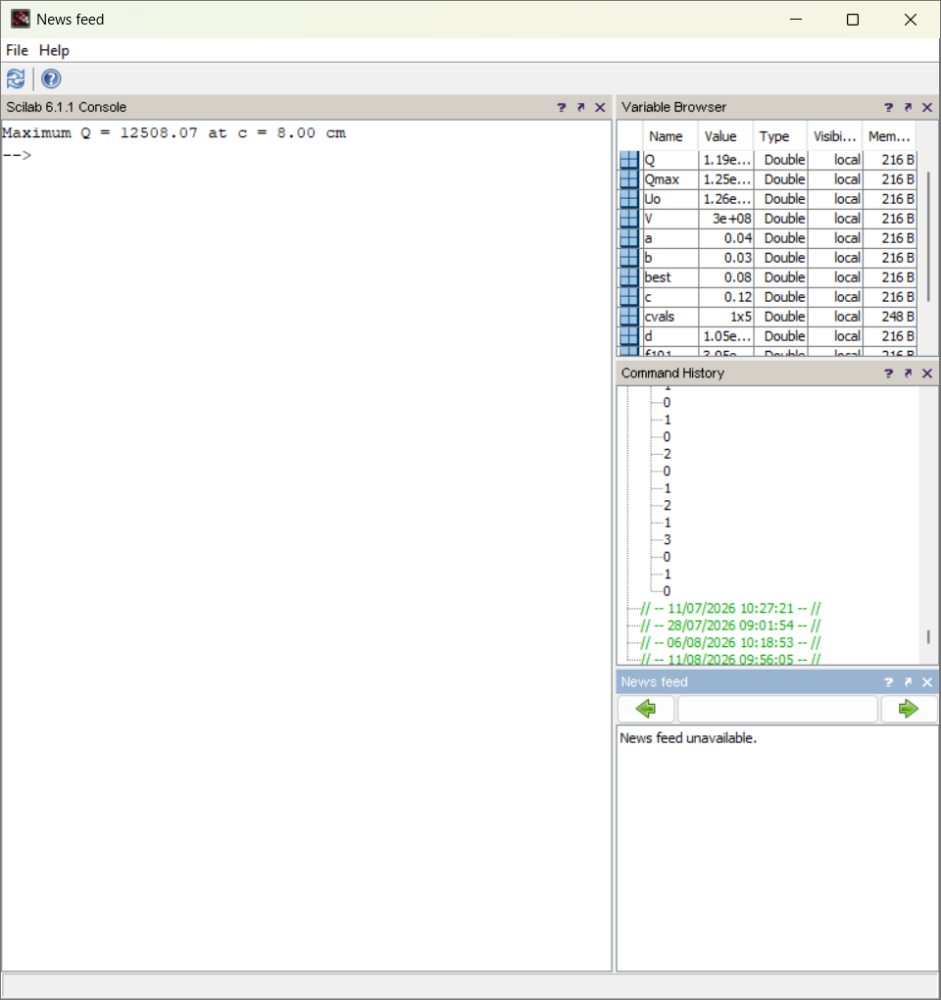 News feed
File Help
Scilab 6.1.1 Console
Maximum Q = 12508.07 at c = 8.00 cm
-->
Variable Browser
Name Value Type Visibi... Mem...
Q 1.19e... Double local 216 B
Qmax 1.25e... Double local 216 B
Uo 1.26e... Double local 216 B
V 3e+08 Double local 216 B
a 0.04 Double local 216 B
b 0.03 Double local 216 B
best 0.08 Double local 216 B
c 0.12 Double local 216 B
cvals 1x5 Double local 248 B
d 1.05e... Double local 216 B
f101 3.05e... Double local 216 B
Command History
1
0
1
0
2
0
1
2
1
3
0
1
0
// -- 11/07/2026 10:27:21 -- //
// -- 28/07/2026 09:01:54 -- //
// -- 06/08/2026 10:18:53 -- //
// -- 11/08/2026 09:56:05 -- //
News feed
News feed unavailable.